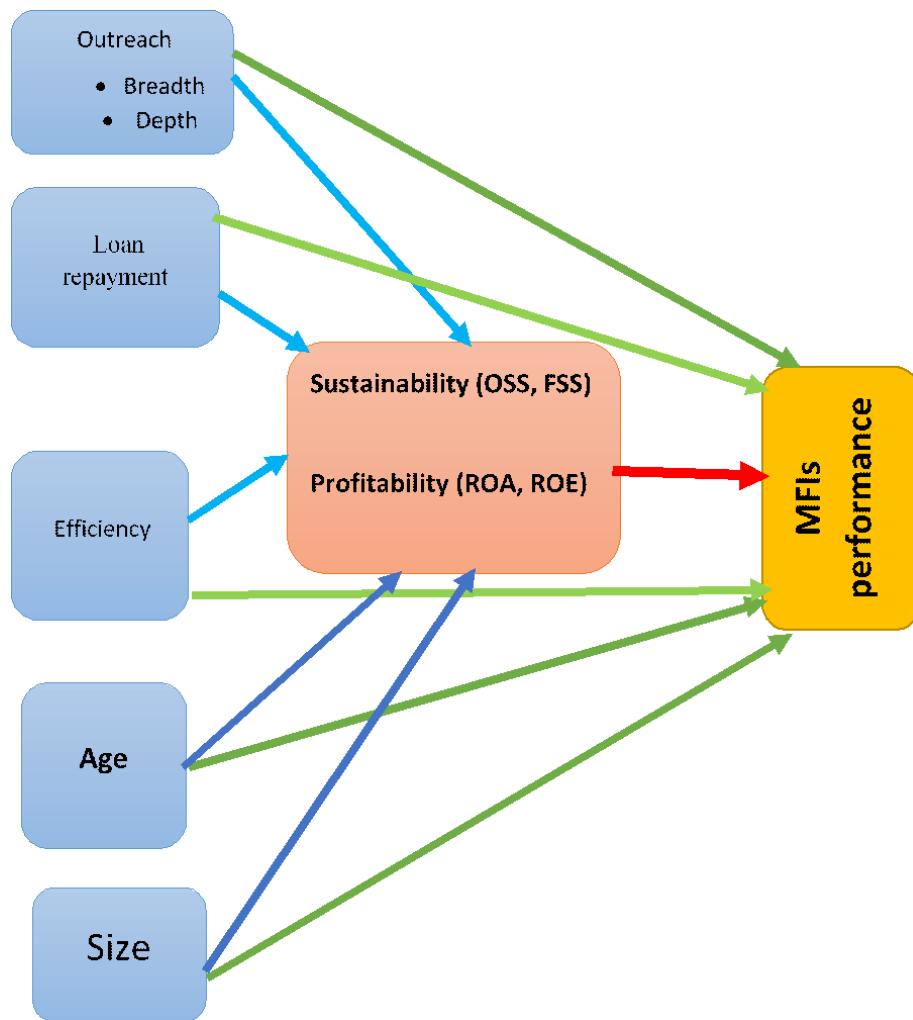 Outreach
• Breadth
• Depth
Loan
repayment
Sustainability (OSS, FSS)
Profitability (ROA, ROE)
MFIs
performance
Efficiency
Age
Size